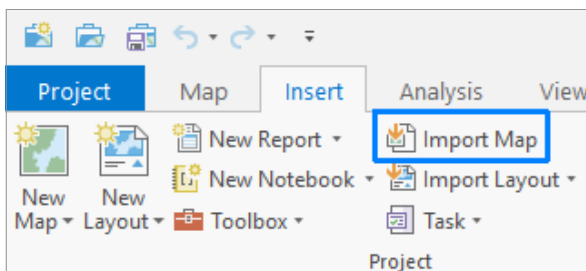 Project Map Insert Analysis View
New Map
New Layout
New Report
New Notebook
Toolbox
Import Map
Import Layout
Task
Project